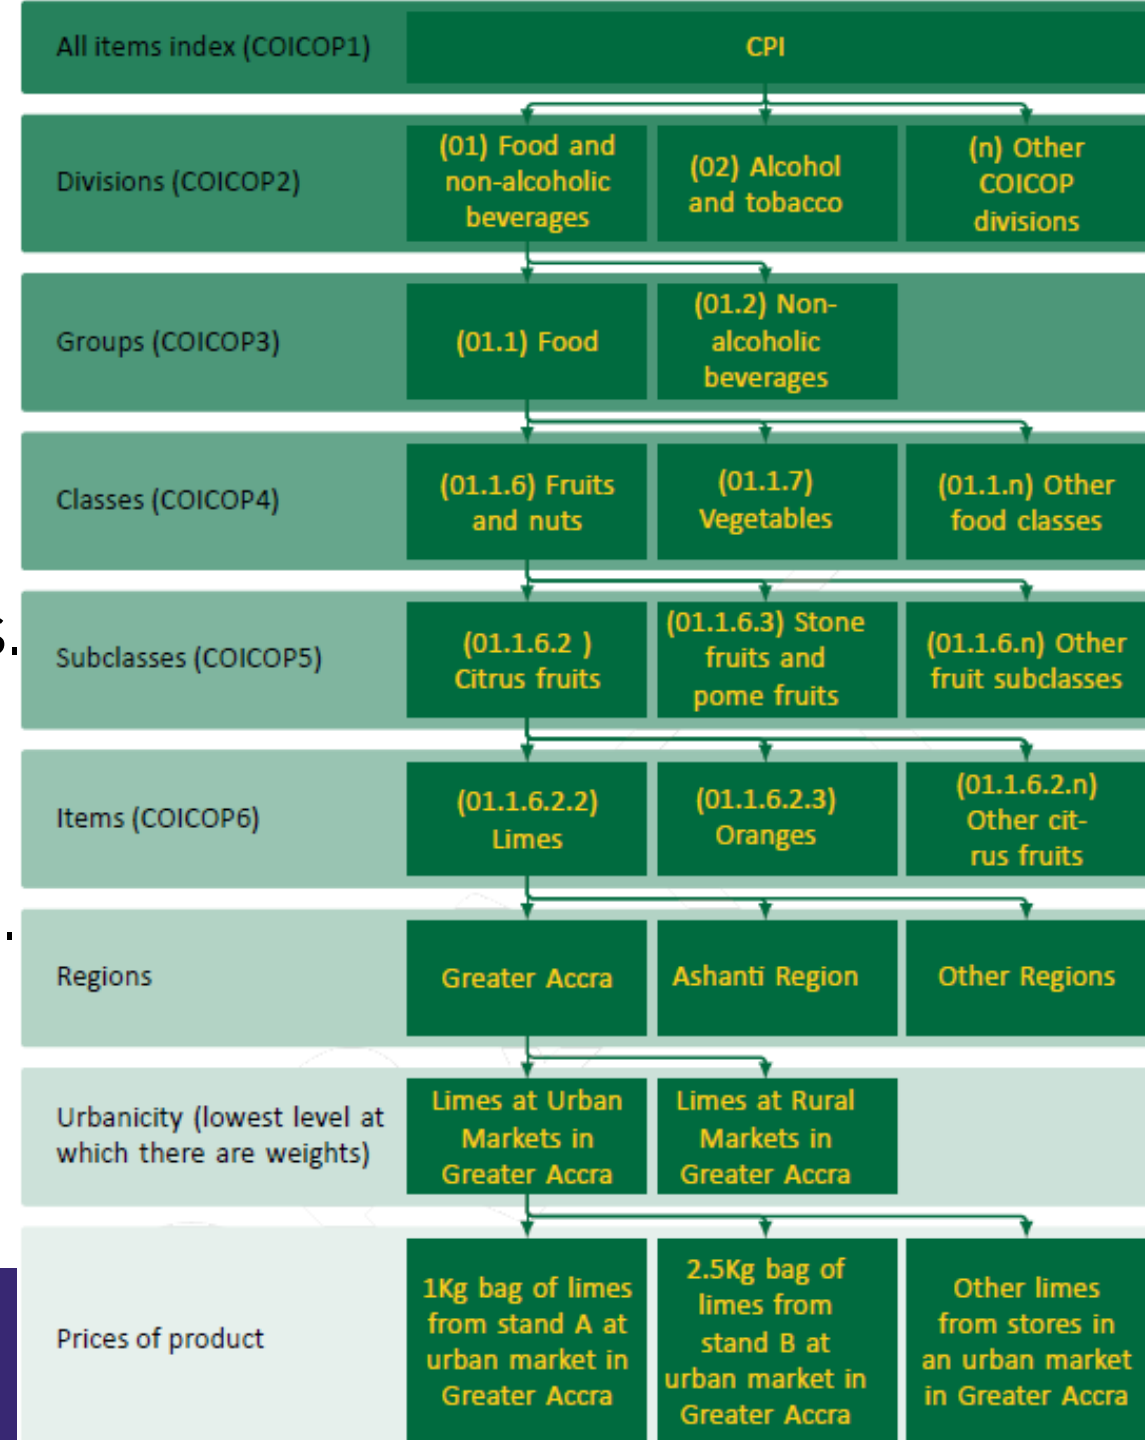 All items index (COICOP1)
CPI
Divisions (COICOP2)
(01) Food and
non-alcoholic
beverages
(02) Alcohol
and tobacco
(n) Other
COICOP
divisions
Groups (COICOP3)
(01.1) Food
(01.2) Non-
alcoholic
beverages
Classes (COICOP4)
(01.1.6) Fruits
and nuts
(01.1.7)
Vegetables
(01.1.n) Other
food classes
s.
Subclasses (COICOP5)
(01.1.6.2 )
Citrus fruits
(01.1.6.3) Stone
fruits and
pome fruits
(01.1.6.n) Other
fruit subclasses
Items (COICOP6)
(01.1.6.2.2)
Limes
(01.1.6.2.3)
Oranges
(01.1.6.2.n)
Other cit-
rus fruits
.
Regions
Greater Accra
Ashanti Region
Other Regions
Urbanicity (lowest level at
which there are weights)
Limes at Urban
Markets in
Greater Accra
Limes at Rural
Markets in
Greater Accra
Prices of product
1Kg bag of limes
from stand A at
urban market in
Greater Accra
2.5Kg bag of
limes from
stand B at
urban market in
Greater Accra
Other limes
from stores in
an urban market
in Greater Accra